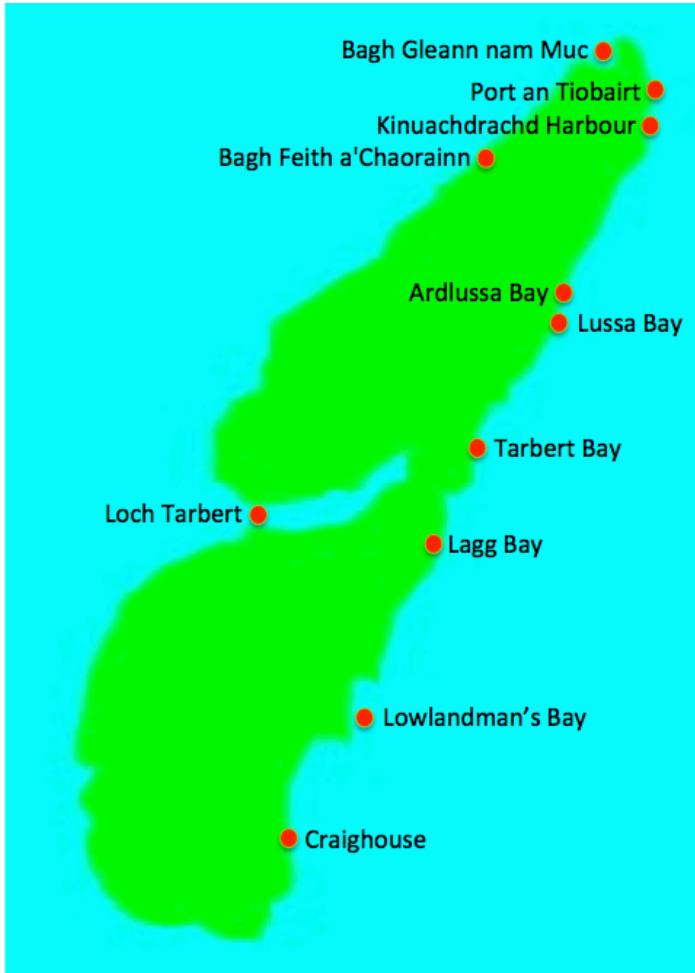 Bagh Gleann nam Muc
Port an Tiobairt
Kinuachdrachd Harbour
Bagh Feith a'Chaorainn
Ardlussa Bay
Lussa Bay
Tarbert Bay
Loch Tarbert
Lagg Bay
Lowlandman’s Bay
Craighouse